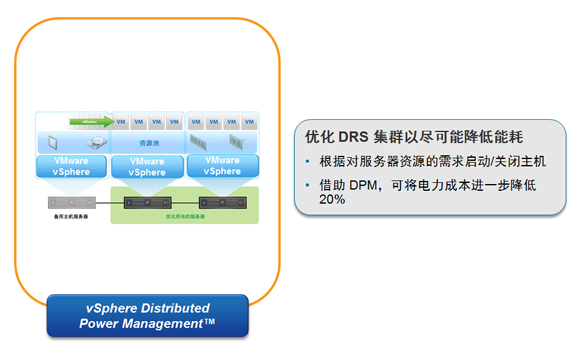 vMotion
VM VM VM VM VM VM VM VM
资源池
VMware vSphere
VMware vSphere
VMware vSphere
备用主机服务器
优化用电的服务器
vSphere Distributed
Power Management™
优化 DRS 集群以尽可能降低能耗
• 根据对服务器资源的需求启动/关闭主机
• 借助 DPM，可将电力成本进一步降低
20%